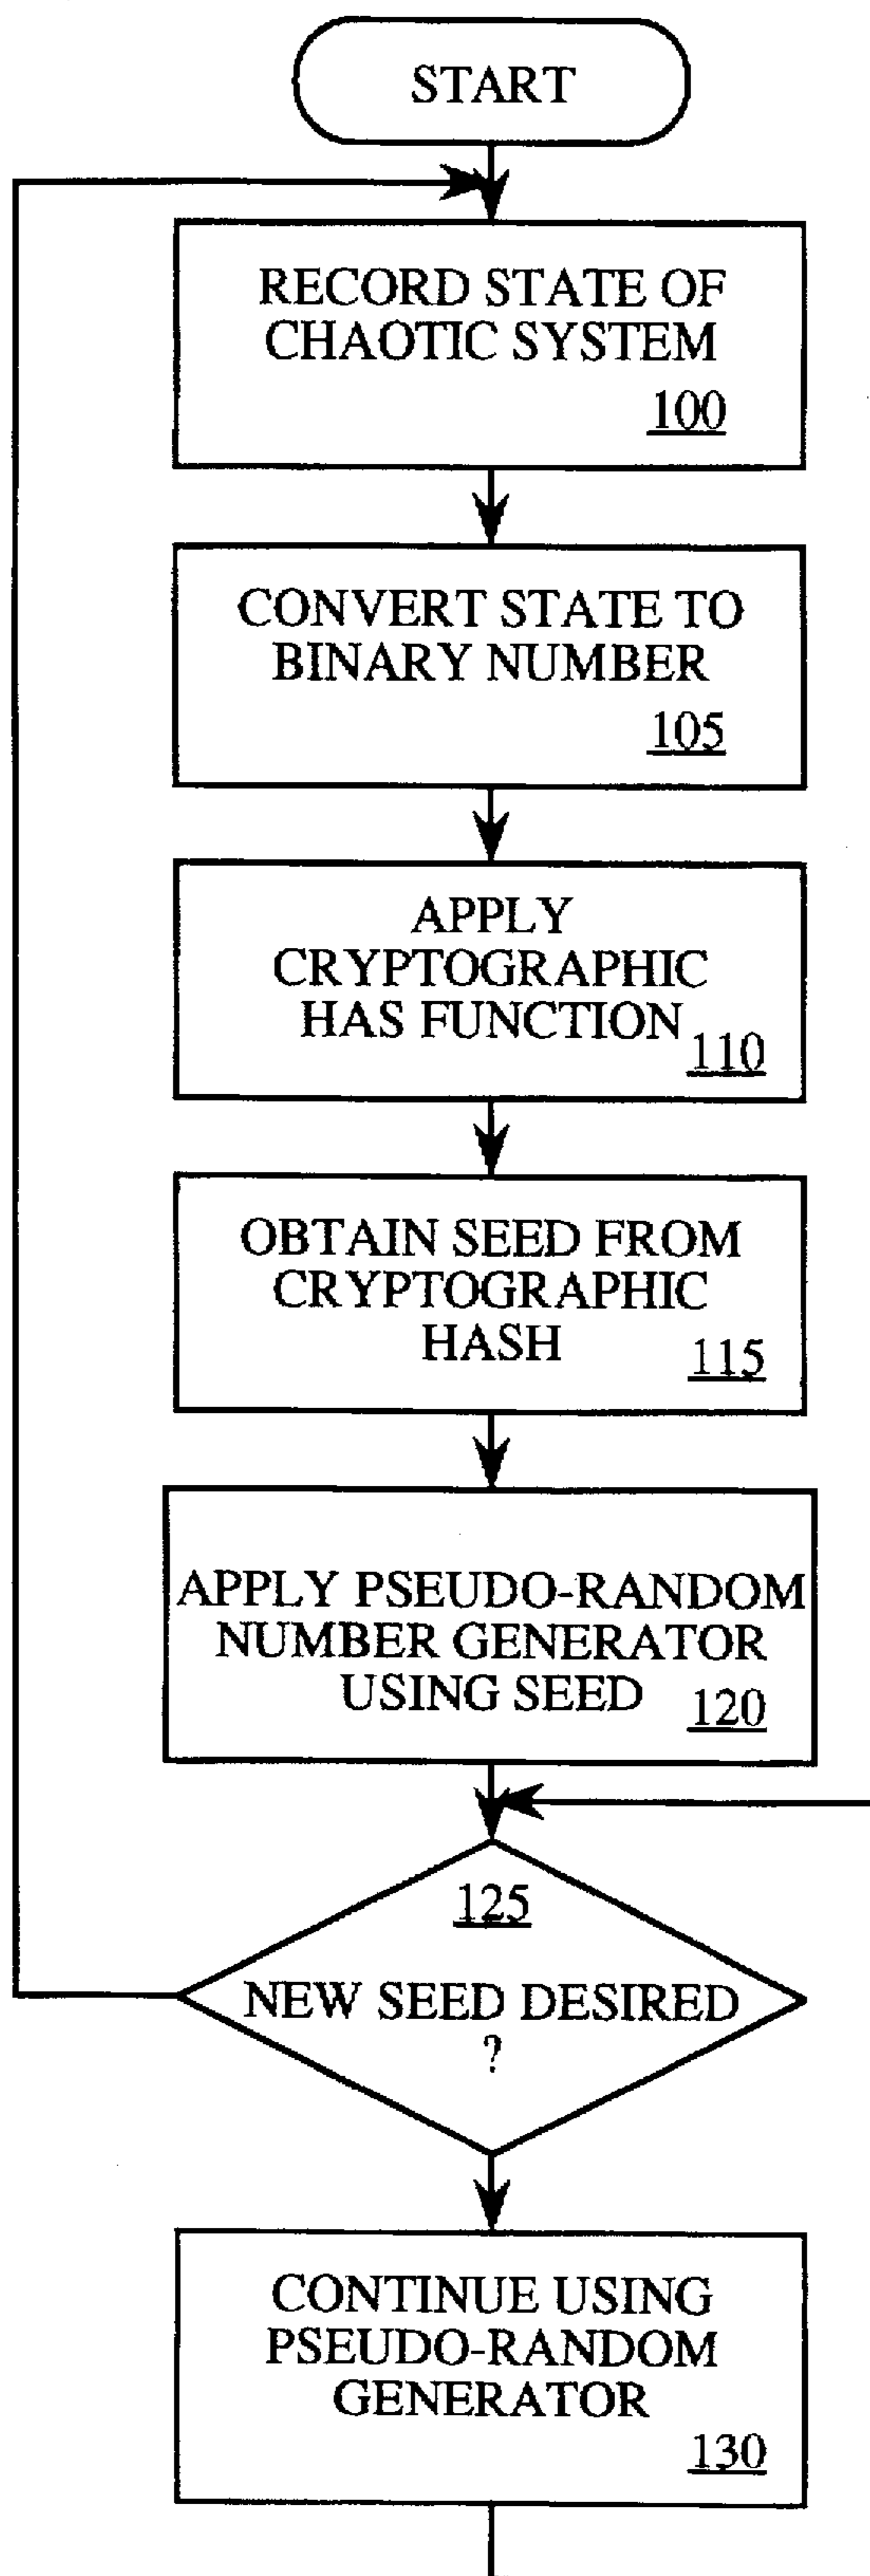 START
RECORD STATE OF
CHAOTIC SYSTEM
100
CONVERT STATE TO
BINARY NUMBER
105
APPLY
CRYPTOGRAPHIC
HAS FUNCTION
110
OBTAIN SEED FROM
CRYPTOGRAPHIC
HASH
115
APPLY PSEUDO-RANDOM
NUMBER GENERATOR
USING SEED
120
125
NEW SEED DESIRED
?
CONTINUE USING
PSEUDO-RANDOM
GENERATOR
130